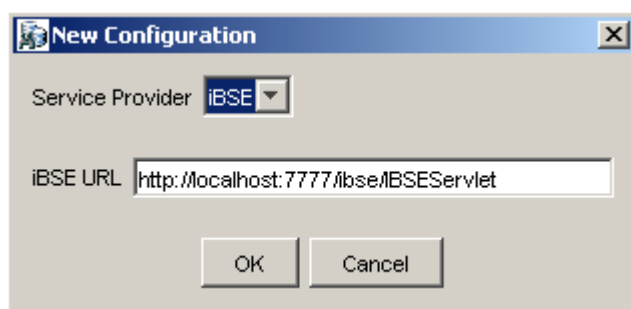 New Configuration
Service Provider iBSE
iBSE URL http://localhost:7777/ibse/IBSEServlet
OK Cancel